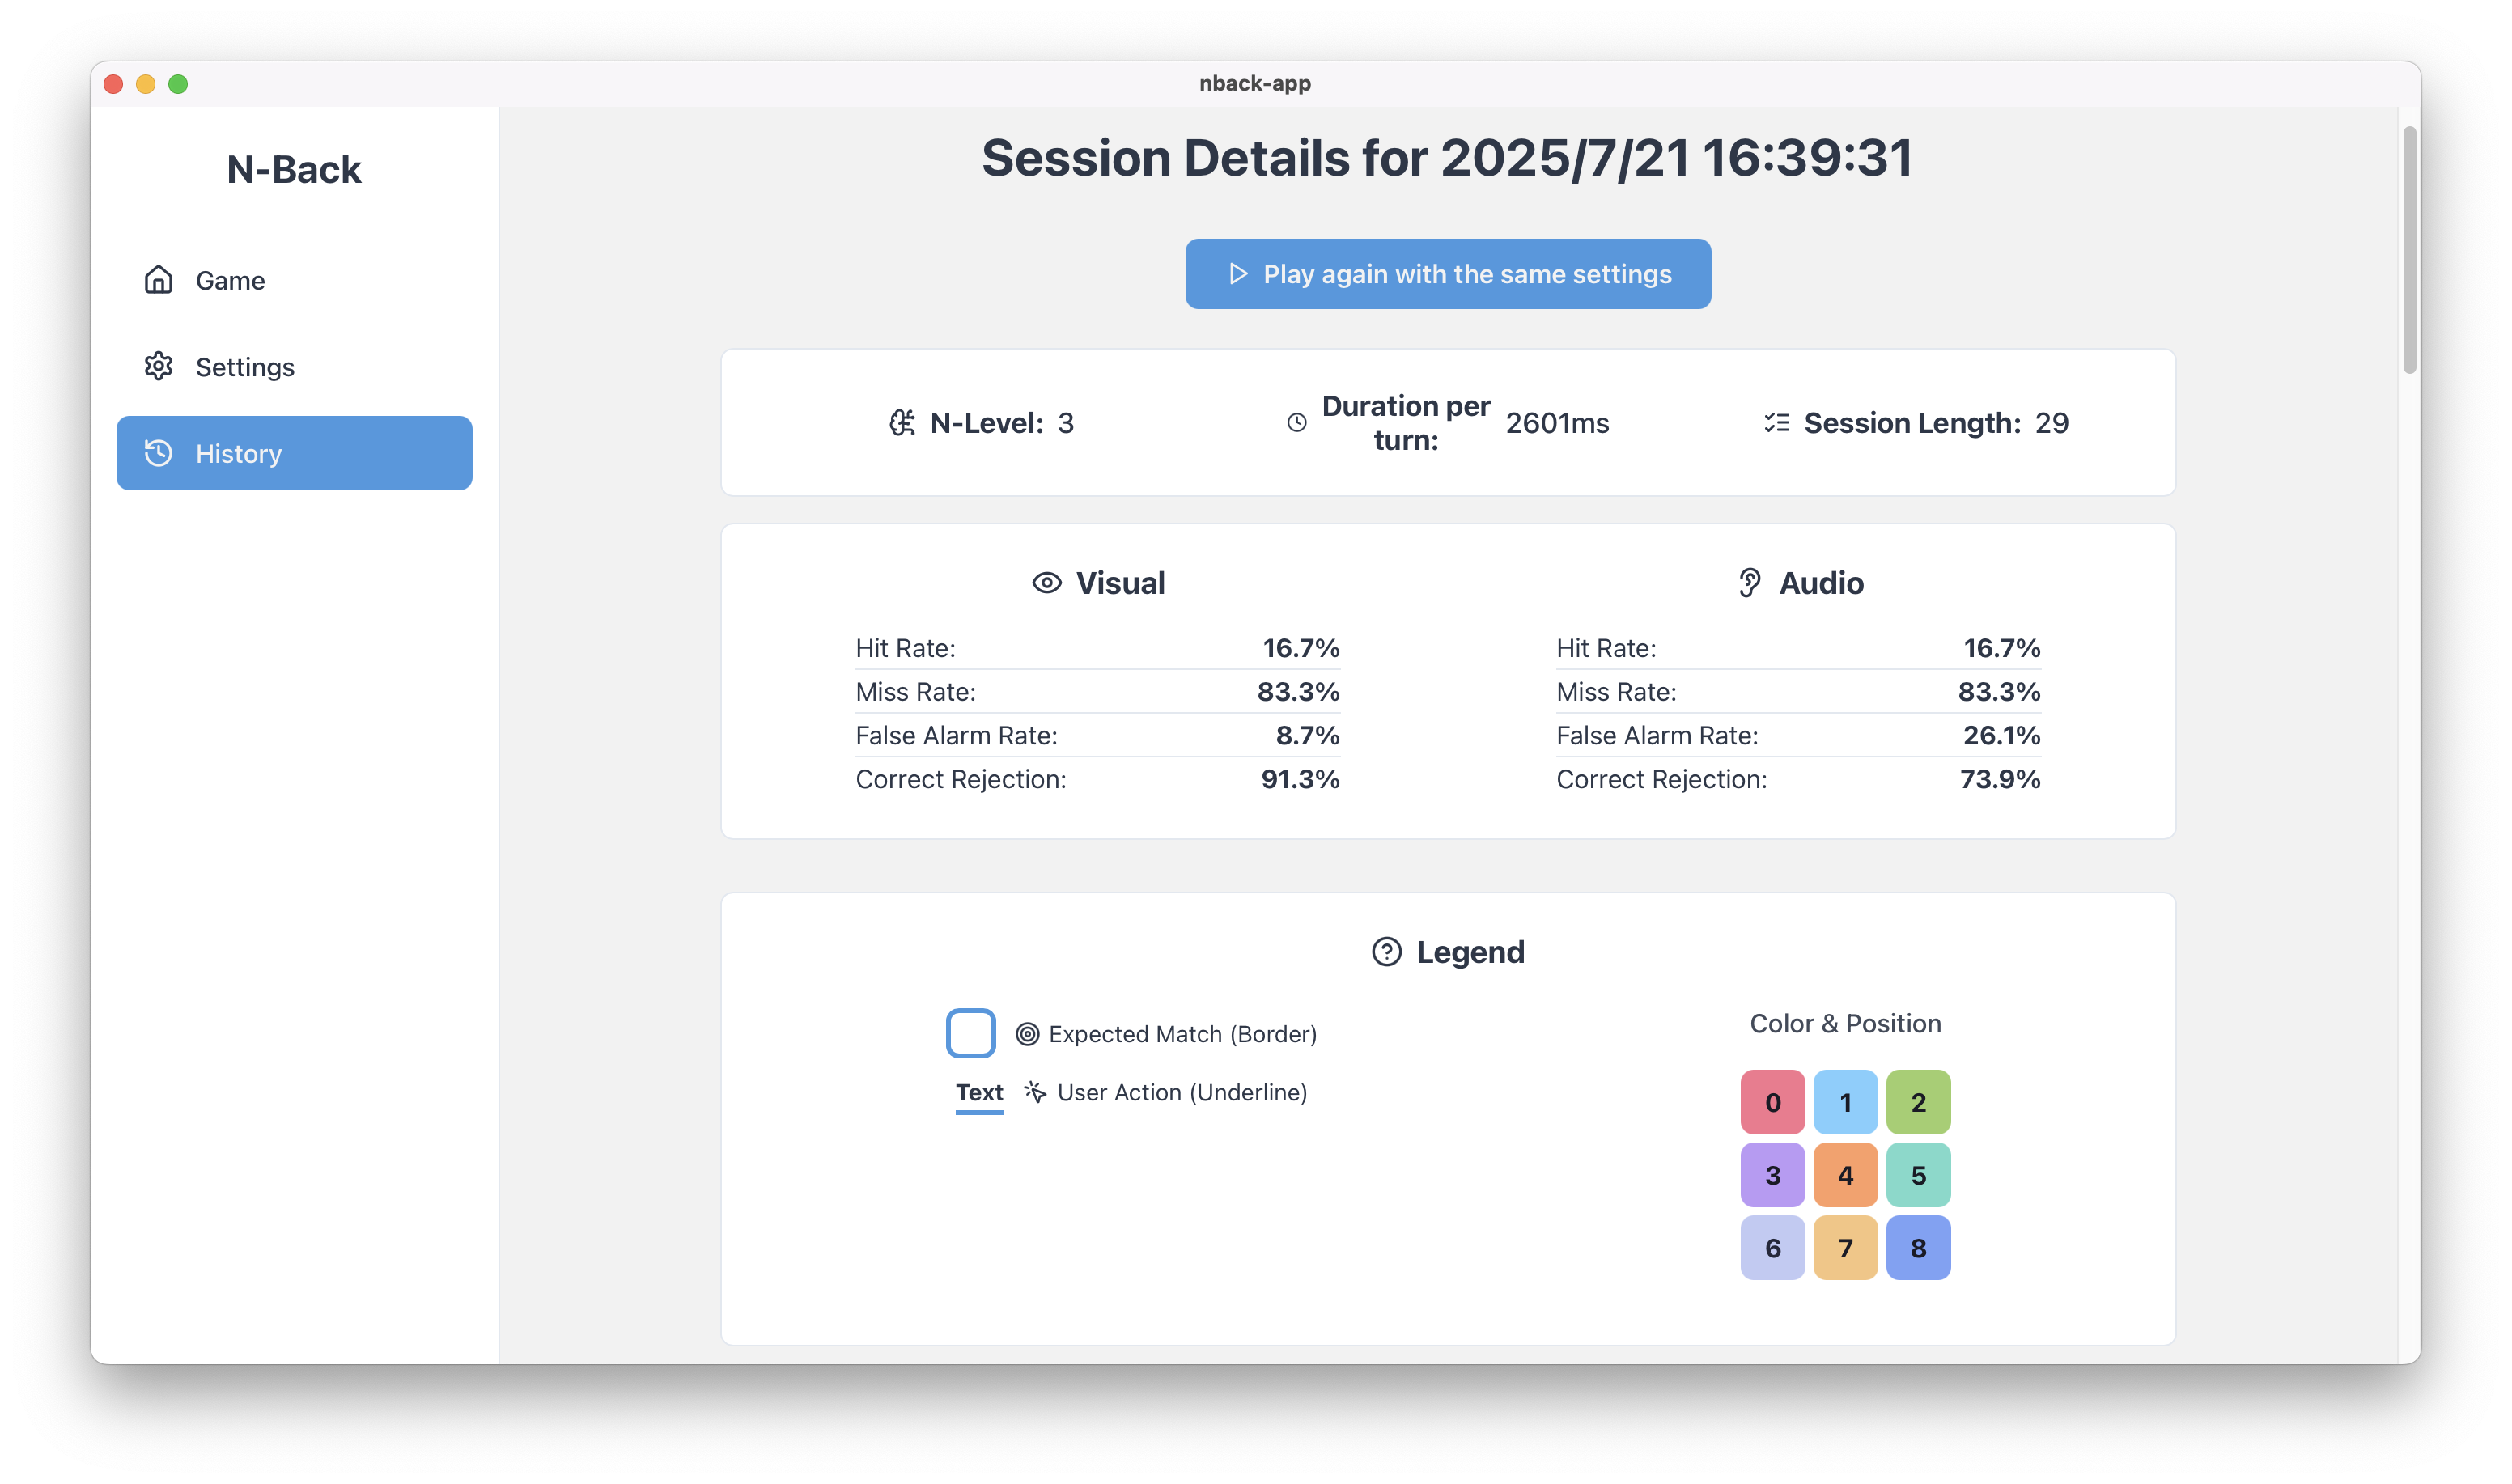 nback-app
N-Back
Game
Settings
History
Session Details for 2025/7/21 16:39:31
Play again with the same settings
N-Level: 3
Duration per
turn:
2601ms
Session Length: 29
Visual
Hit Rate: 16.7%
Miss Rate: 83.3%
False Alarm Rate: 8.7%
Correct Rejection: 91.3%
Audio
Hit Rate: 16.7%
Miss Rate: 83.3%
False Alarm Rate: 26.1%
Correct Rejection: 73.9%
Legend
Expected Match (Border)
Text User Action (Underline)
Color & Position
0 1 2
3 4 5
6 7 8